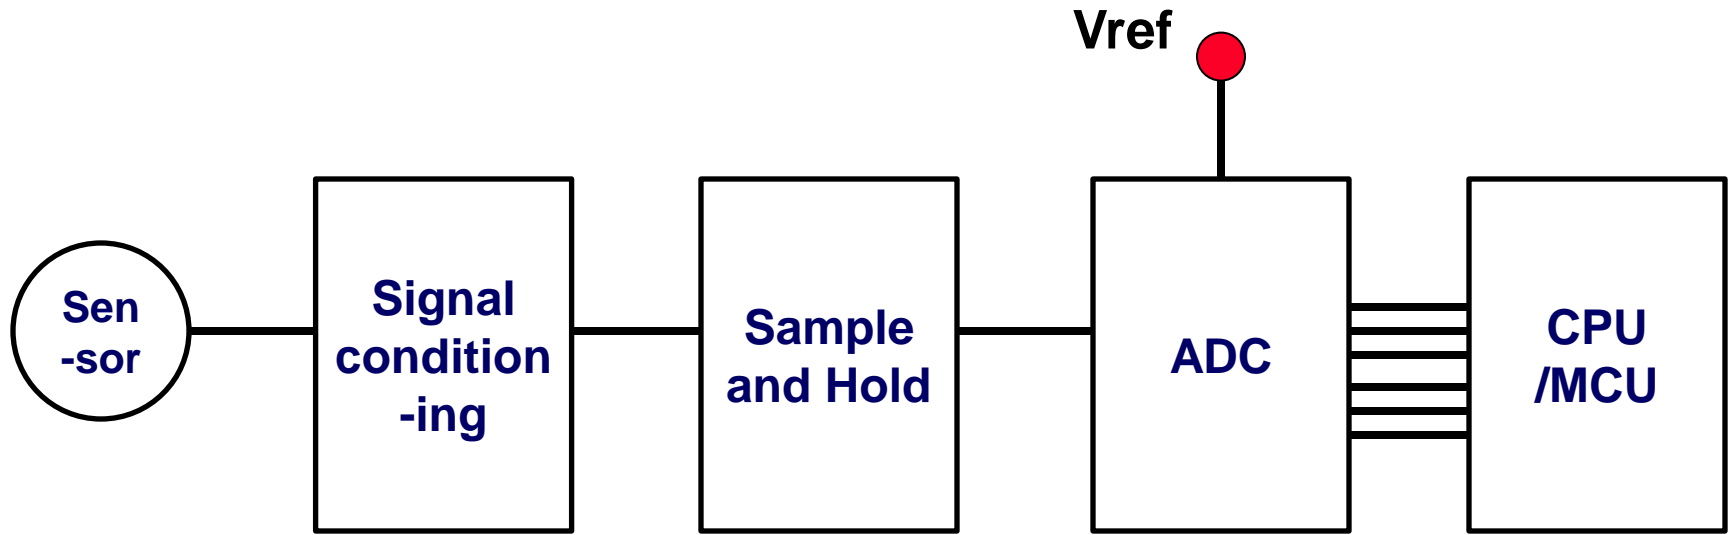 Vref
Sen
-sor
Signal
condition
-ing
Sample
and Hold
ADC
CPU
/MCU